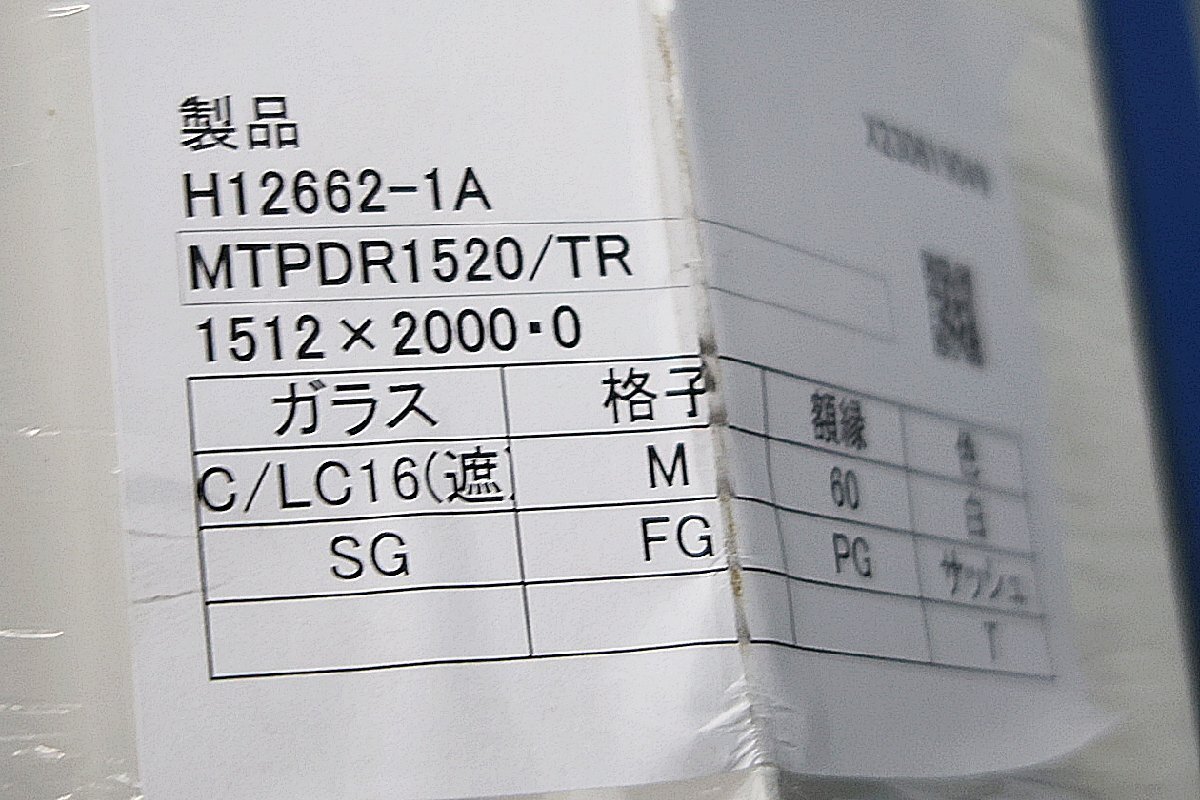 製品
H12662-1A
MTPDR1520/TR
1512×2000・0
ガラス 格子 額縁 色
C/LC16(遮) M 60 白
SG FG PG サッシュ
T